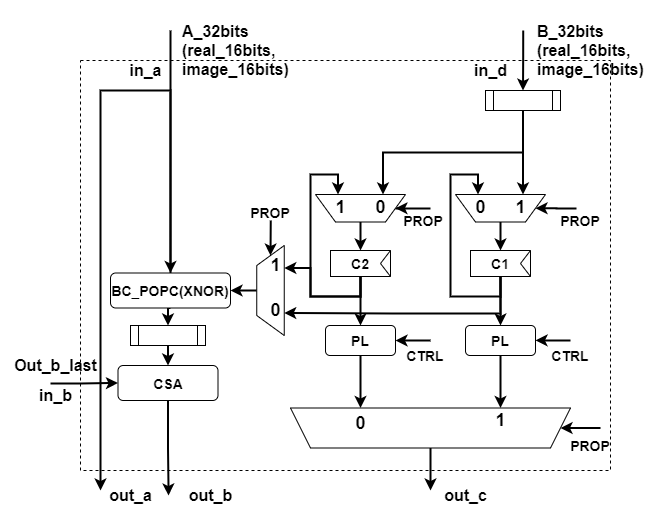 A_32bits
(real_16bits,
image_16bits)
B_32bits
(real_16bits,
image_16bits)
in_a
in_d
1 0
0 1
PROP
PROP
PROP
1
C2
C1
BC_POPC(XNOR)
0
PL
PL
CTRL
CTRL
Out_b_last
in_b
CSA
0
1
PROP
out_a
out_b
out_c